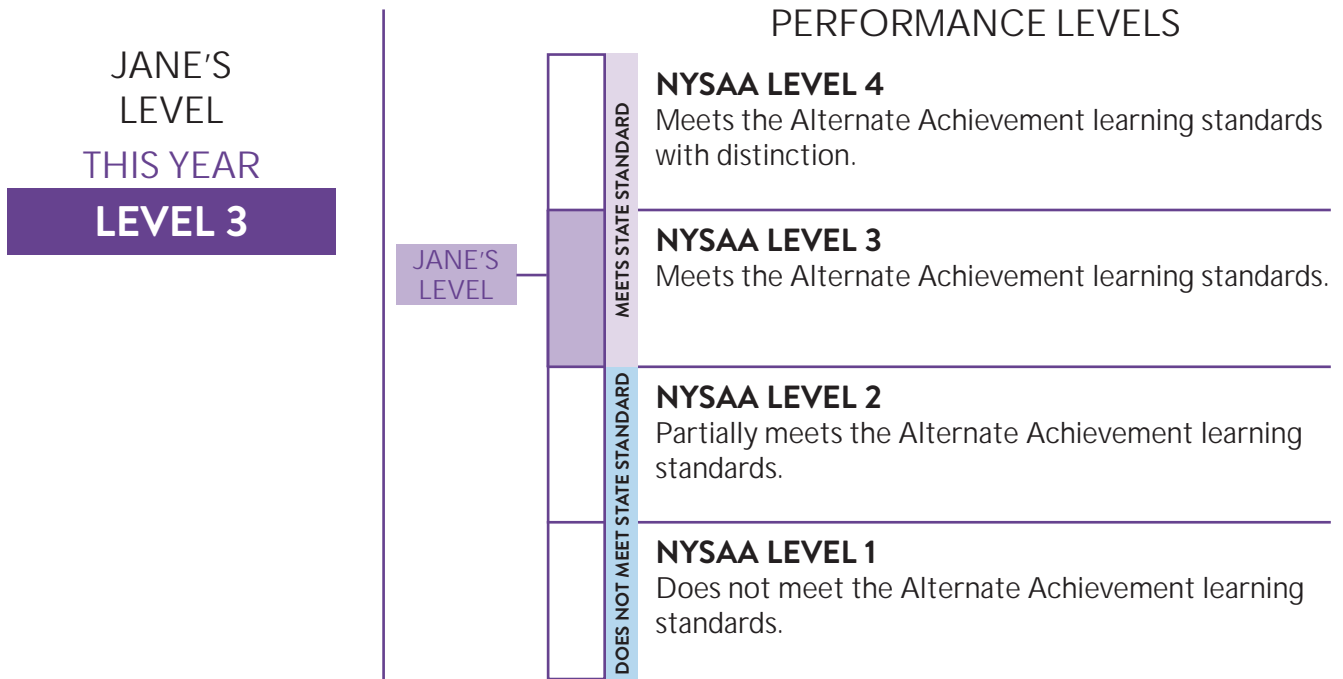 JANE'S
LEVEL
THIS YEAR
LEVEL 3
PERFORMANCE LEVELS
JANE'S
LEVEL
MEETS STATE STANDARD
NYSAA LEVEL 4
Meets the Alternate Achievement learning standards
with distinction.
NYSAA LEVEL 3
Meets the Alternate Achievement learning standards.
DOES NOT MEET STATE STANDARD
NYSAA LEVEL 2
Partially meets the Alternate Achievement learning
standards.
NYSAA LEVEL 1
Does not meet the Alternate Achievement learning
standards.